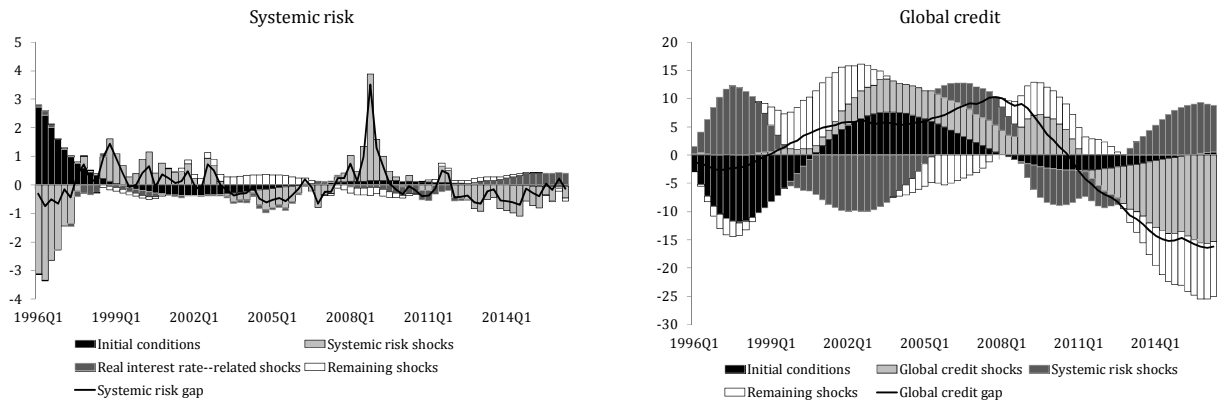 Systemic risk
5
4
3
2
1
0
-1
-2
-3
-4
1996Q1 1999Q1 2002Q1 2005Q1 2008Q1 2011Q1 2014Q1
Initial conditions Systemic risk shocks
Real interest rate--related shocks Remaining shocks
Systemic risk gap
Global credit
20
15
10
5
0
-5
-10
-15
-20
-25
-30
1996Q1 1999Q1 2002Q1 2005Q1 2008Q1 2011Q1 2014Q1
Initial conditions Global credit shocks Systemic risk shocks
Remaining shocks Global credit gap